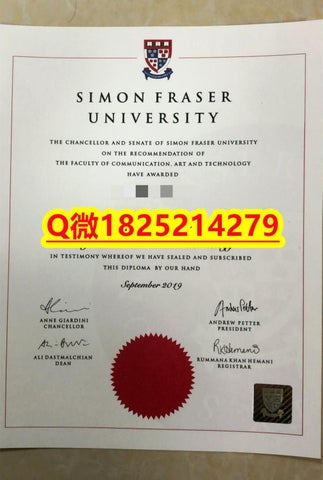 SIMON FRASER
UNIVERSITY
THE CHANCELLOR AND SENATE OF SIMON FRASER UNIVERSITY
ON THE RECOMMENDATION OF
THE FACULTY OF COMMUNICATION, ART AND TECHNOLOGY
HAVE AWARDED
Q微1825214279
IN TESTIMONY WHEREOF WE HAVE SEALED AND SUBSCRIBED
THIS DIPLOMA BY OUR HAND
September 2019
ANNE GIARDINI
CHANCELLOR
Andrew Petter
ANDREW PETTER
PRESIDENT
ALI DASTMALCHIAN
DEAN
RUMMANA KHAN HEMANI
REGISTRAR